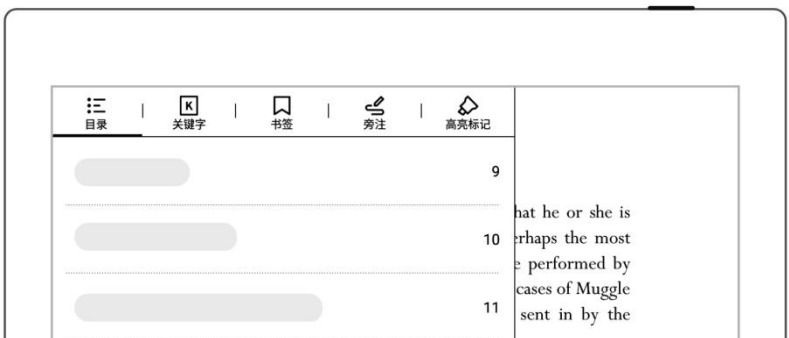 目录
K
关键字
书签
旁注
高亮标记
9
10
11
hat he or she is
erhaps the most
e performed by
cases of Muggle
sent in by the